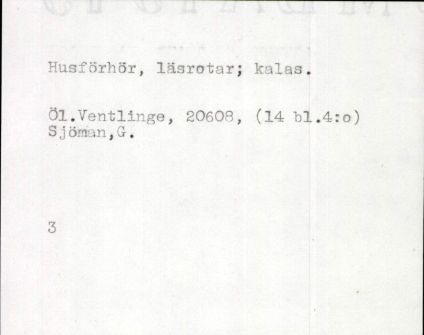 Husförhör, läsrotar; kalas.
Öl.Ventlinge, 20608, (14 bl.4:o)
Sjöman,G.
3